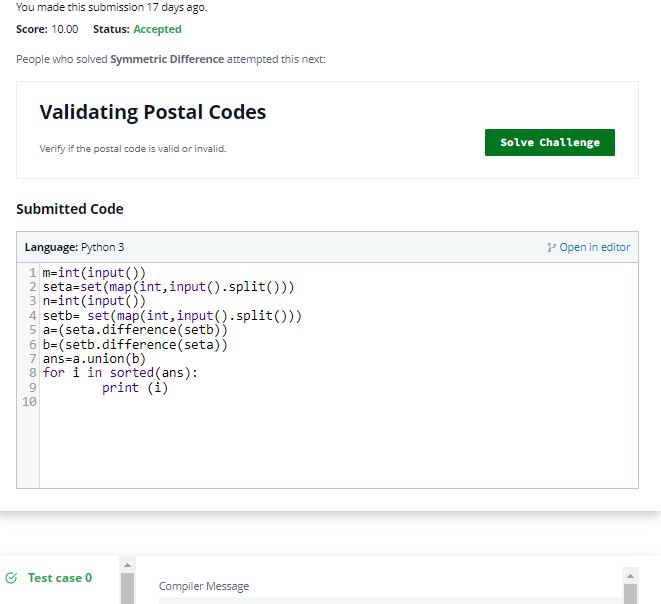 You made this submission 17 days ago.
Score: 10.00 Status: Accepted
People who solved Symmetric Difference attempted this next:
Validating Postal Codes
Verify if the postal code is valid or invalid.
Solve Challenge
Submitted Code
Language: Python 3
Open in editor
1 m=int(input())
2 seta=set(map(int,input().split()))
3 n=int(input())
4 setb= set(map(int,input().split()))
5 a=(seta.difference(setb))
6 b=(setb.difference(seta))
7 ans=a.union(b)
8 for i in sorted(ans):
9         print (i)
10
Test case 0
Compiler Message